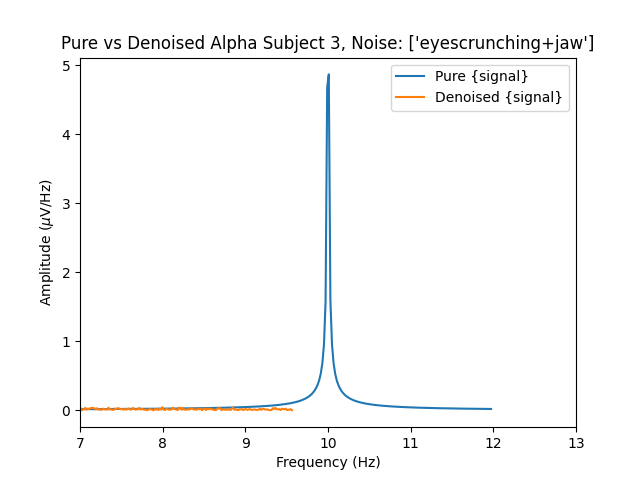 Pure vs Denoised Alpha Subject 3, Noise: ['eyescrunching+jaw']
Pure {signal}
Denoised {signal}
Amplitude (μV/Hz)
5
4
3
2
1
0
7 8 9 10 11 12 13
Frequency (Hz)